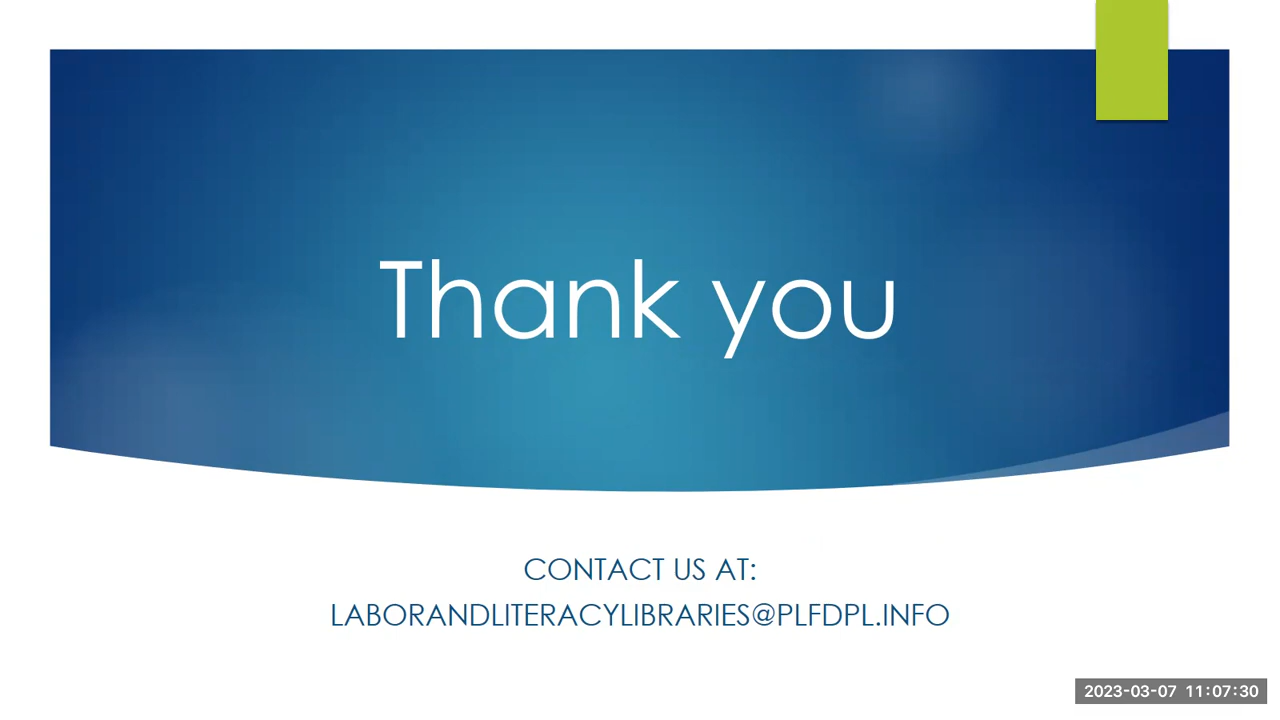 Thank you
CONTACT US AT:
LABORANDLITERACYLIBRARIES@PLFDPL.INFO
2023-03-07 11:07:30